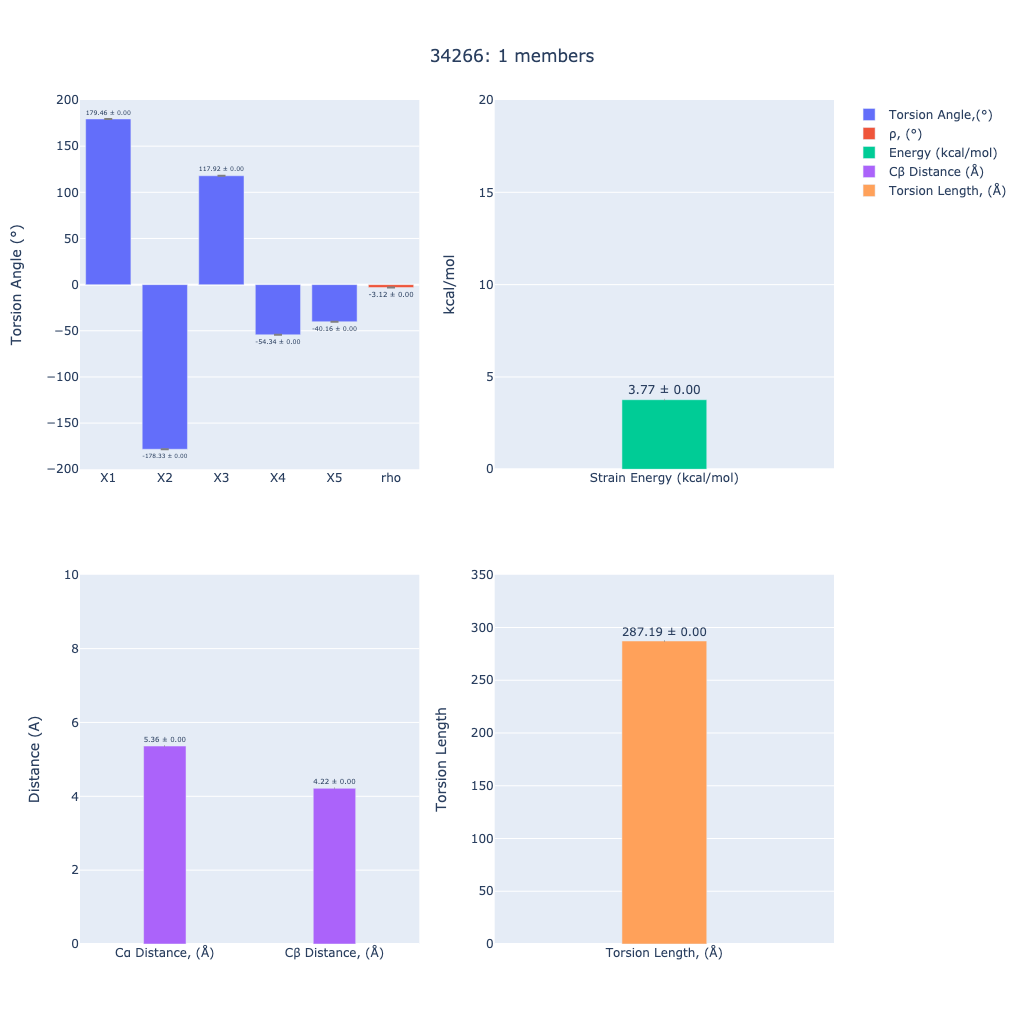 34266: 1 members
Torsion Angle (°)
200
150
100
50
0
−50
−100
−150
−200
179.46 ± 0.00
-178.33 ± 0.00
117.92 ± 0.00
-54.34 ± 0.00
-40.16 ± 0.00
-3.12 ± 0.00
X1 X2 X3 X4 X5 rho
kcal/mol
20
15
10
5
0
3.77 ± 0.00
Strain Energy (kcal/mol)
Torsion Angle,(°)
ρ, (°)
Energy (kcal/mol)
Cβ Distance (Å)
Torsion Length, (Å)
Distance (A)
10
8
6
4
2
0
5.36 ± 0.00
4.22 ± 0.00
Cα Distance, (Å) Cβ Distance, (Å)
Torsion Length
350
300
250
200
150
100
50
0
287.19 ± 0.00
Torsion Length, (Å)